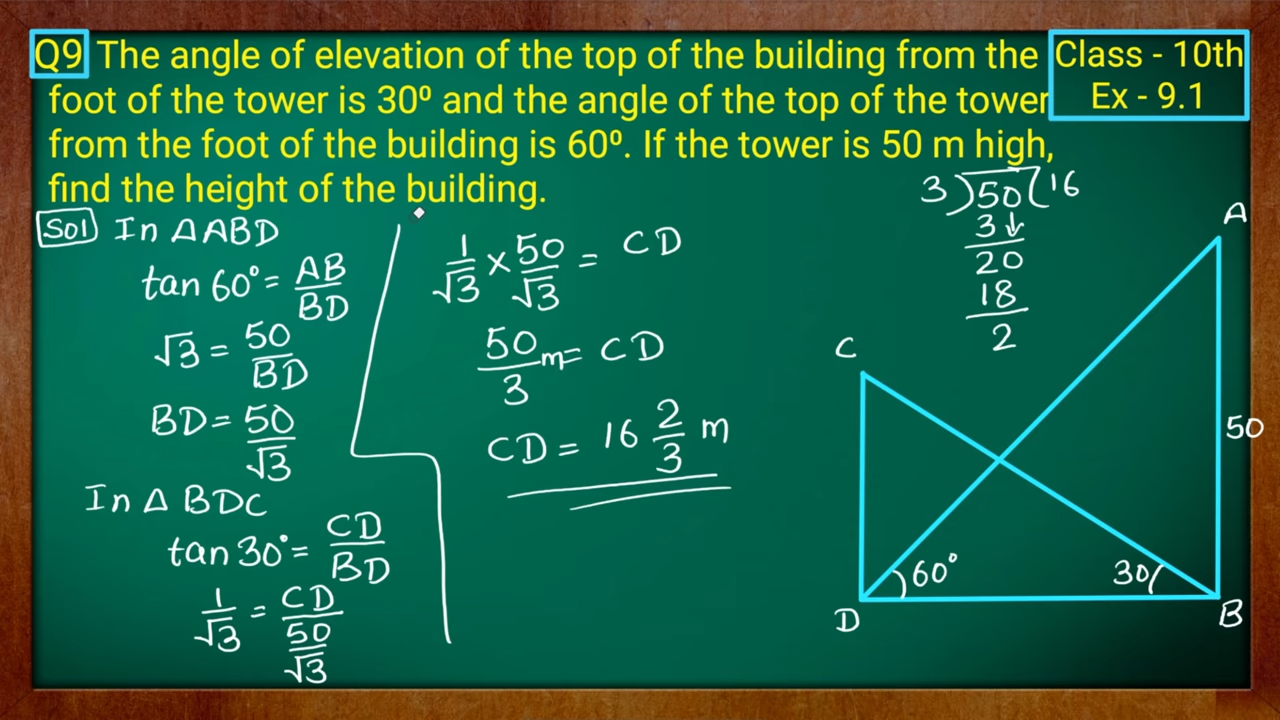 Q9 The angle of elevation of the top of the building from the
foot of the tower is 30⁰ and the angle of the top of the tower
from the foot of the building is 60⁰. If the tower is 50 m high,
find the height of the building.
Class - 10th
Ex - 9.1
Sol In △ABD
tan 60° = AB/BD
√3 = 50/BD
BD = 50/√3
In △ BDC
tan 30° = CD/BD
1/√3 = CD/(50/√3)
1/√3 × 50/√3 = CD
50/3 m = CD
CD = 16 2/3 m
3)50(16
3↓
20
18
2
A
C
50
60°
30
D
B